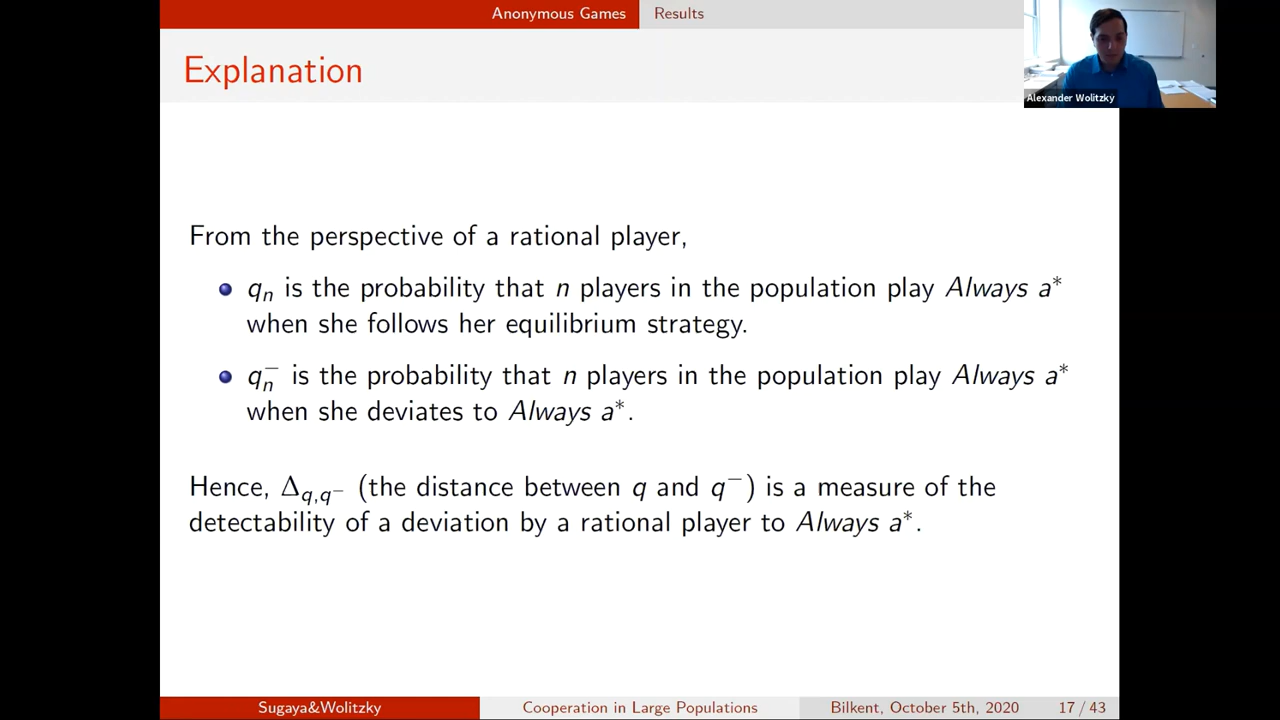 Anonymous Games Results
Alexander Wolitzky
Explanation
From the perspective of a rational player,
qₙ is the probability that n players in the population play Always a*
when she follows her equilibrium strategy.
qₙ⁻ is the probability that n players in the population play Always a*
when she deviates to Always a*.
Hence, Δ_{q,q⁻} (the distance between q and q⁻) is a measure of the
detectability of a deviation by a rational player to Always a*.
Sugaya&Wolitzky Cooperation in Large Populations Bilkent, October 5th, 2020 17 / 43